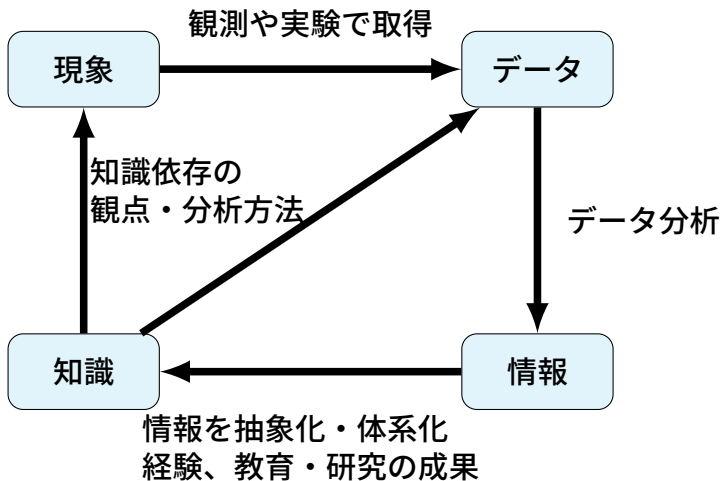 観測や実験で取得
現象
データ
知識依存の
観点・分析方法
データ分析
知識
情報
情報を抽象化・体系化
経験、教育・研究の成果